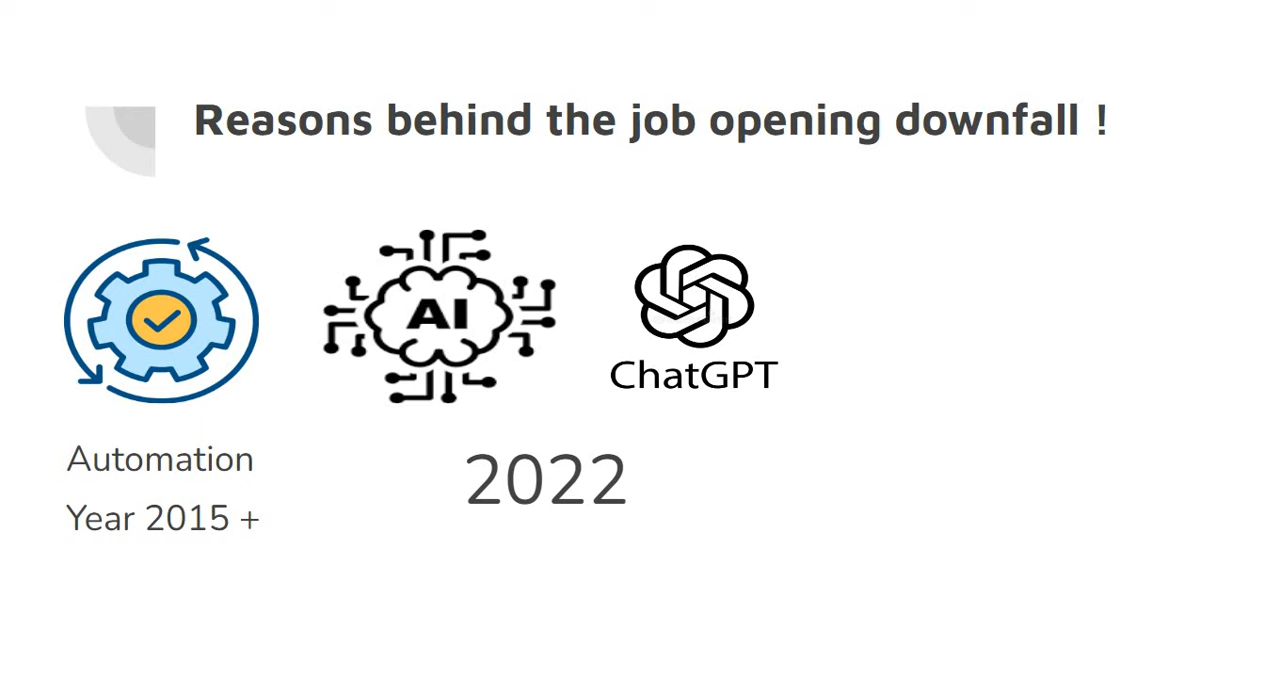 Reasons behind the job opening downfall !
AI
ChatGPT
Automation
Year 2015 +
2022